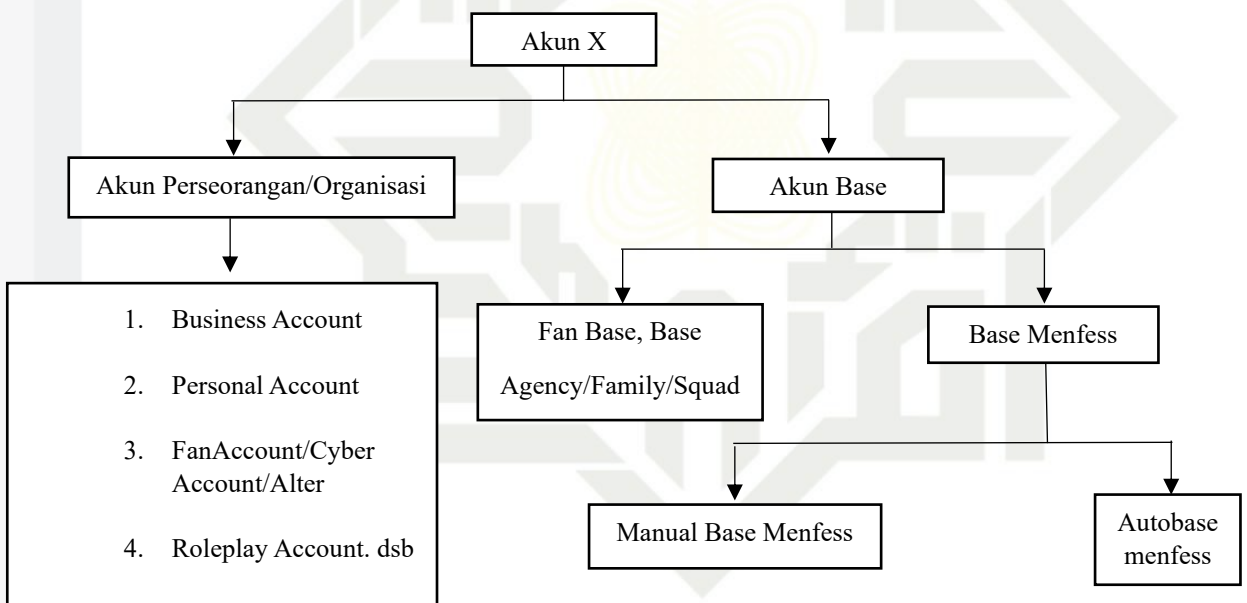 Akun X
Akun Perseorangan/Organisasi
Akun Base
1. Business Account
2. Personal Account
3. FanAccount/Cyber
Account/Alter
4. Roleplay Account. dsb
Fan Base, Base
Agency/Family/Squad
Base Menfess
Manual Base Menfess
Autobase
menfess